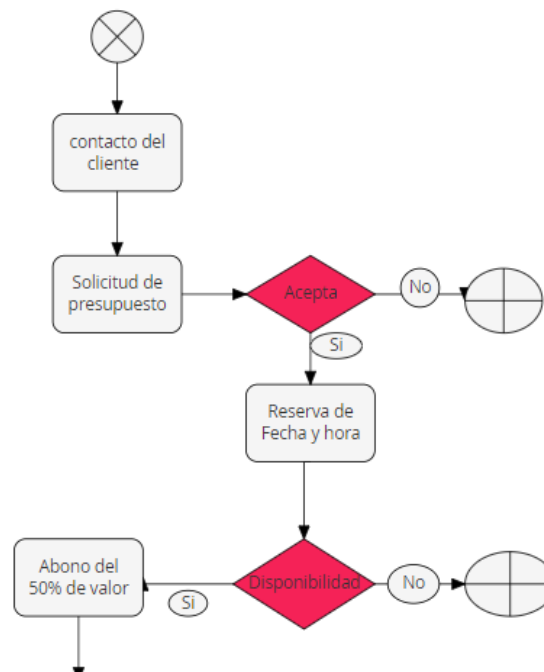 contacto del
cliente
Solicitud de
presupuesto
Acepta
No
Si
Reserva de
Fecha y hora
Abono del
50% de valor
Si
Disponibilidad
No